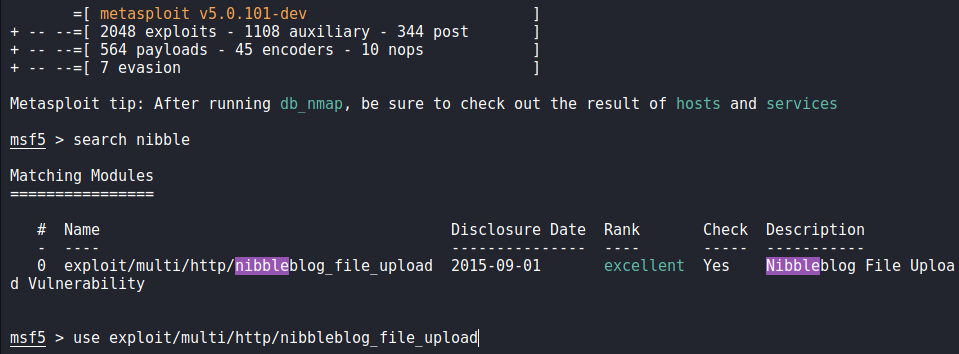 =[ metasploit v5.0.101-dev ]
+ -- --=[ 2048 exploits - 1108 auxiliary - 344 post ]
+ -- --=[ 564 payloads - 45 encoders - 10 nops ]
+ -- --=[ 7 evasion ]
Metasploit tip: After running db_nmap, be sure to check out the result of hosts and services
msf5 > search nibble
Matching Modules
================
# Name Disclosure Date Rank Check Description
- ---- --------------- ---- ----- -----------
0 exploit/multi/http/nibbleblog_file_upload 2015-09-01 excellent Yes Nibbleblog File Uploa
d Vulnerability
msf5 > use exploit/multi/http/nibbleblog_file_upload